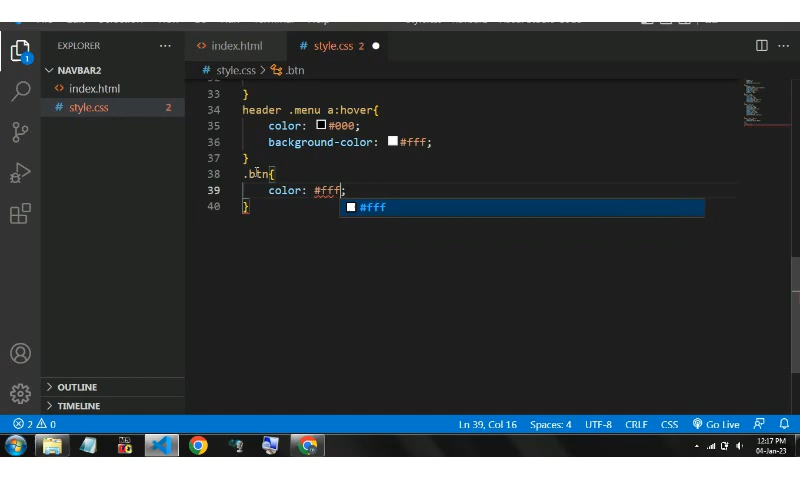 EXPLORER
index.html
style.css 2
NAVBAR2
style.css > .btn
index.html
style.css 2
33 }
34 header .menu a:hover{
35 color: #000;
36 background-color: #fff;
37 }
38 .btn{
39 color: #fff;
40 }
#fff
1
OUTLINE
TIMELINE
2 0 Ln 39, Col 16 Spaces: 4 UTF-8 CRLF CSS Go Live
12:17 PM
04-Jan-23